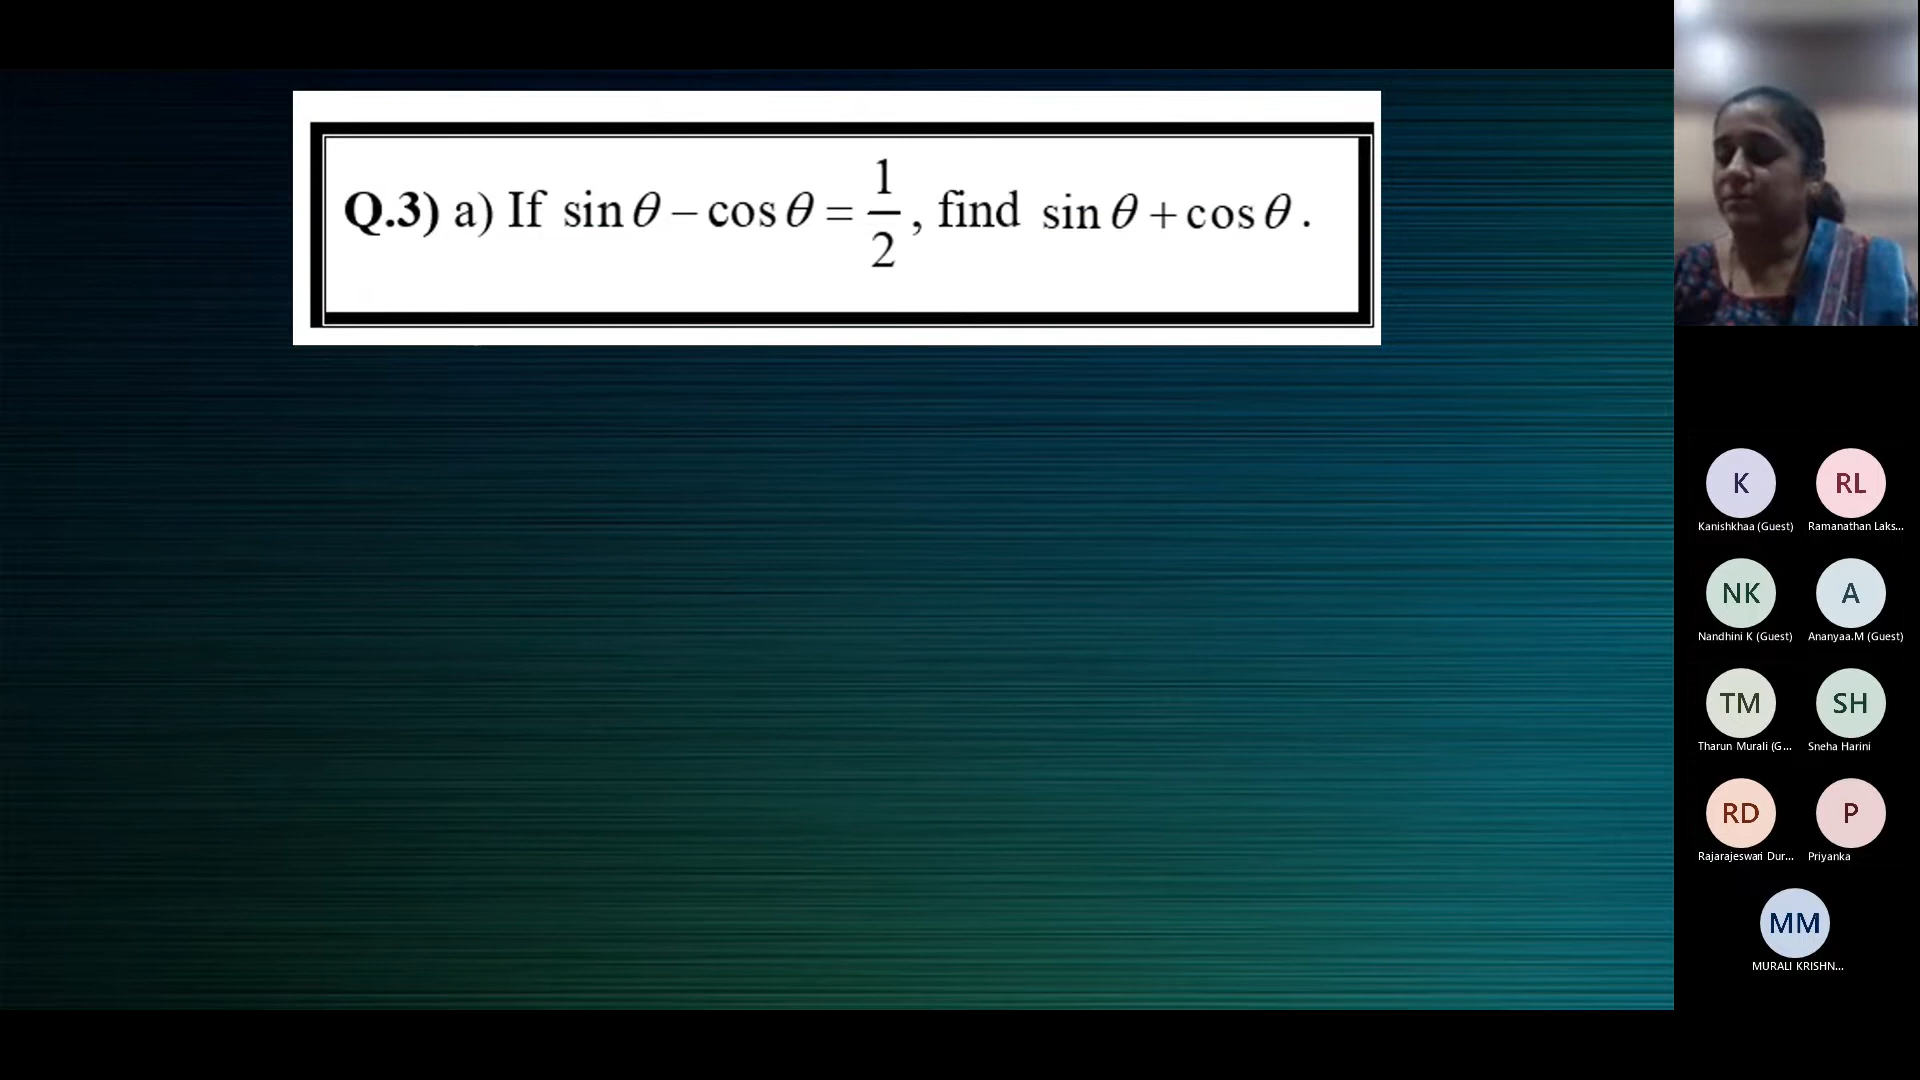 Q.3) a) If sin θ − cos θ = 1/2, find sin θ + cos θ.
K
RL
Kanishkhaa (Guest)
Ramanathan Laks...
NK
A
Nandhini K (Guest)
Ananyaa.M (Guest)
TM
SH
Tharun Murali (G...
Sneha Harini
RD
P
Rajarajeswari Dur...
Priyanka
MM
MURALI KRISHN...